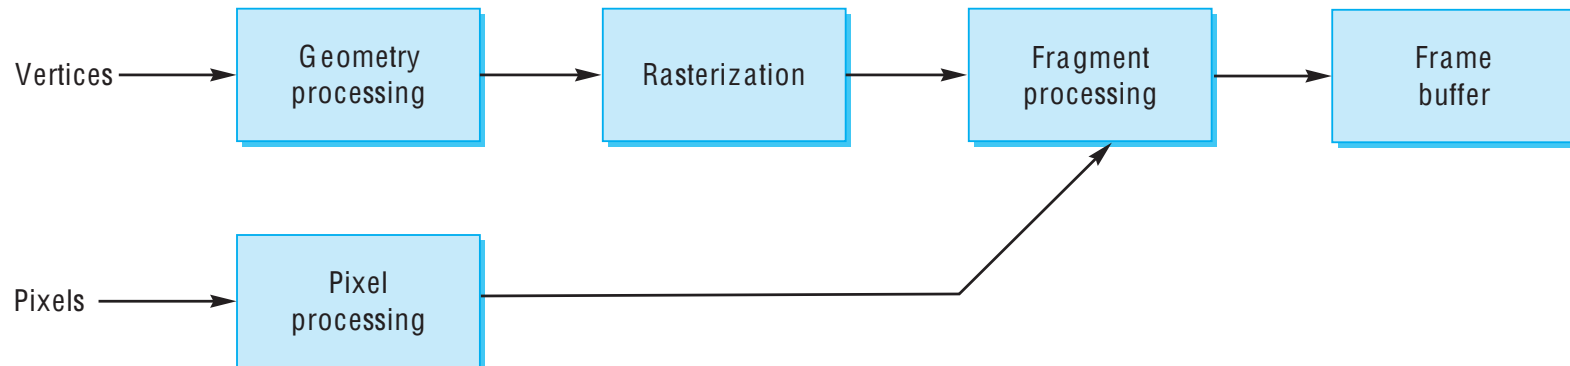 Vertices
Geometry
processing
Rasterization
Fragment
processing
Frame
buffer
Pixels
Pixel
processing